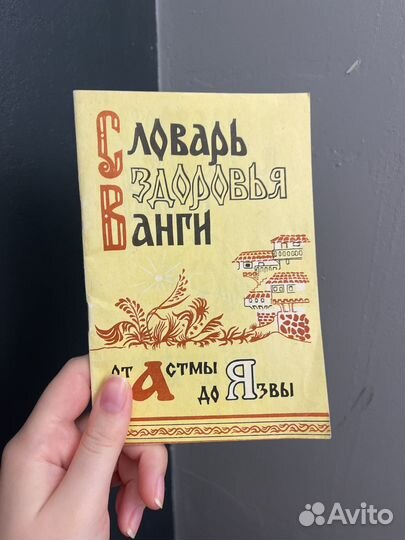 Словарь
здоровья
Ванги
от Астмы
до Язвы
Avito